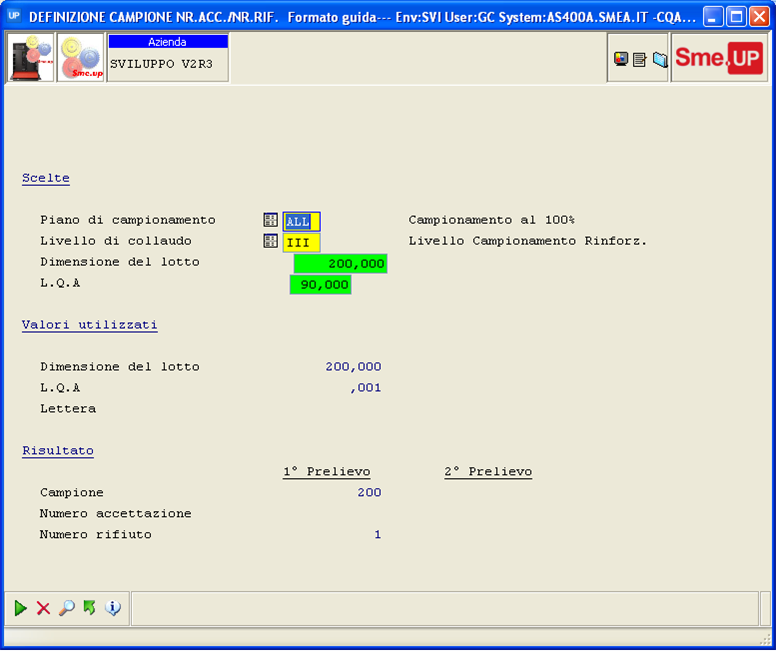 UP DEFINIZIONE CAMPIONE NR.ACC./NR.RIF. Formato guida--- Env:SVI User:GC System:AS400A.SMEA.IT -CQA...
Sme.up
Azienda
SVILUPPO V2R3
Sme.UP
Scelte
Piano di campionamento ALL Campionamento al 100%
Livello di collaudo III Livello Campionamento Rinforz.
Dimensione del lotto 200,000
L.Q.A 90,000
Valori utilizzati
Dimensione del lotto 200,000
L.Q.A ,001
Lettera
Risultato
1° Prelievo 2° Prelievo
Campione 200
Numero accettazione
Numero rifiuto 1